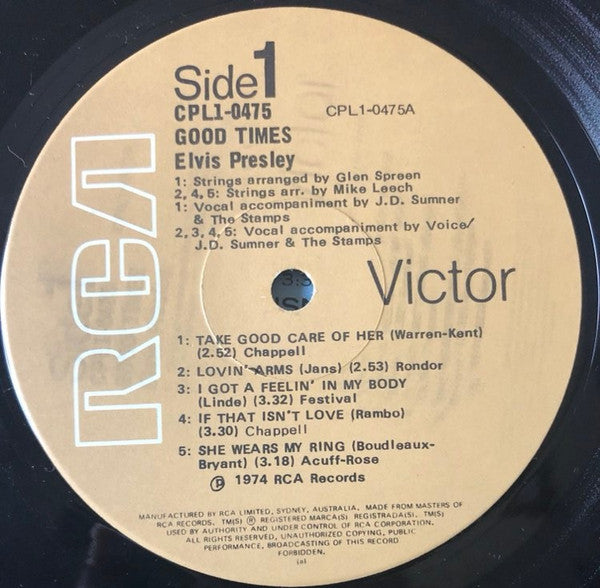 Side 1
CPL1-0475
CPL1-0475A
GOOD TIMES
Elvis Presley
1: Strings arranged by Glen Spreen
2, 4, 5: Strings arr. by Mike Leech
1: Vocal accompaniment by J.D. Sumner
& The Stamps
2, 3, 4, 5: Vocal accompaniment by Voice/
J.D. Sumner & The Stamps
RCA
Victor
1: TAKE GOOD CARE OF HER (Warren-Kent)
(2.52) Chappell
2: LOVIN' ARMS (Jans) (2.53) Rondor
3: I GOT A FEELIN' IN MY BODY
(Linde) (3.32) Festival
4: IF THAT ISN'T LOVE (Rambo)
(3.30) Chappell
5: SHE WEARS MY RING (Boudleaux-
Bryant) (3.18) Acuff-Rose
℗ 1974 RCA Records
MANUFACTURED BY RCA LIMITED, SYDNEY, AUSTRALIA. MADE FROM MASTERS OF
RCA RECORDS. TM(S) ® REGISTERED MARCA(S) REGISTRADA(S). TM(S)
USED BY AUTHORITY AND UNDER CONTROL OF RCA CORPORATION.
ALL RIGHTS RESERVED, UNAUTHORIZED COPYING, PUBLIC
PERFORMANCE, BROADCASTING OF THIS RECORD
FORBIDDEN.